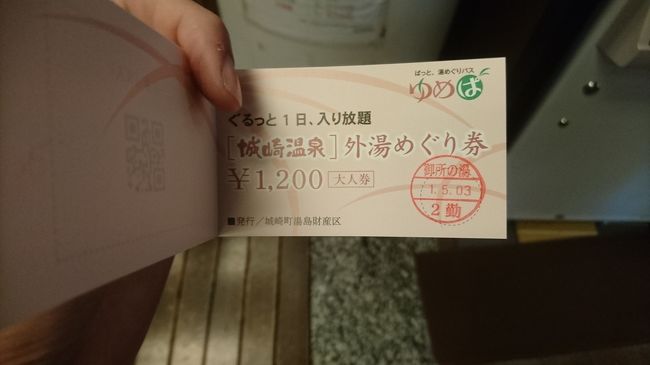 ぱっと、湯めぐりパス
ゆめぱ
ぐるっと1日、入り放題
[城崎温泉]外湯めぐり券
¥1,200 大人券
御所の湯
1.5.03
2勤
■発行/城崎町湯島財産区